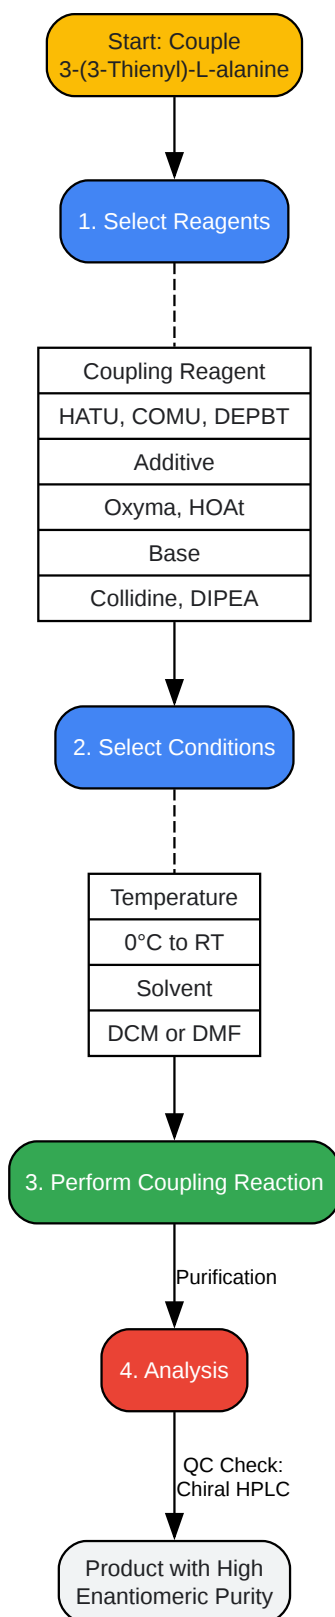 Start: Couple
3-(3-Thienyl)-L-alanine
1. Select Reagents
Coupling Reagent
HATU, COMU, DEPBT
Additive
Oxyma, HOAt
Base
Collidine, DIPEA
2. Select Conditions
Temperature
0°C to RT
Solvent
DCM or DMF
3. Perform Coupling Reaction
Purification
4. Analysis
QC Check:
Chiral HPLC
Product with High
Enantiomeric Purity